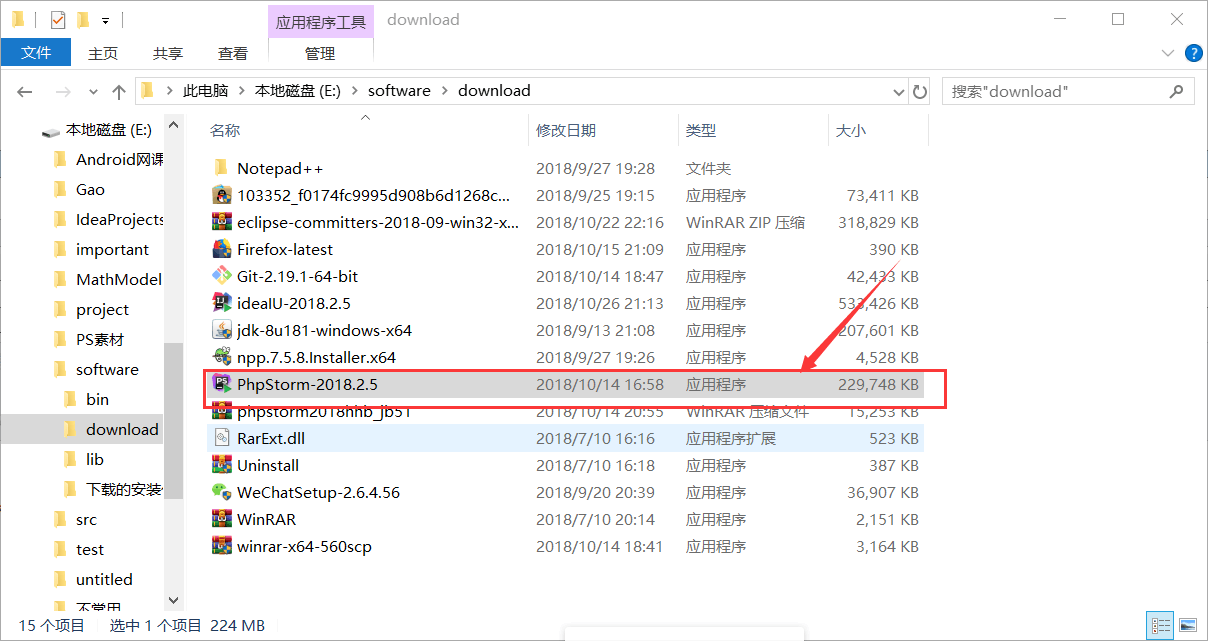 应用程序工具 download
文件 主页 共享 查看 管理
此电脑 本地磁盘 (E:) software download 搜索"download"
本地磁盘 (E:)
Android网课
Gao
IdeaProjects
important
MathModel
project
PS素材
software
bin
download
lib
下载的安装
src
test
untitled
不常用
名称 修改日期 类型 大小
Notepad++ 2018/9/27 19:28 文件夹
103352_f0174fc9995d908b6d1268c... 2018/9/25 19:15 应用程序 73,411 KB
eclipse-committers-2018-09-win32-x... 2018/10/22 22:16 WinRAR ZIP 压缩 318,829 KB
Firefox-latest 2018/10/15 21:09 应用程序 390 KB
Git-2.19.1-64-bit 2018/10/14 18:47 应用程序 42,433 KB
ideaIU-2018.2.5 2018/10/26 21:13 应用程序 533,426 KB
jdk-8u181-windows-x64 2018/9/13 21:08 应用程序 207,601 KB
npp.7.5.8.Installer.x64 2018/9/27 19:26 应用程序 4,528 KB
PhpStorm-2018.2.5 2018/10/14 16:58 应用程序 229,748 KB
phpstorm2018hhb_jb51 2018/10/14 20:55 WinRAR 压缩文件 15,253 KB
RarExt.dll 2018/7/10 16:16 应用程序扩展 523 KB
Uninstall 2018/7/10 16:18 应用程序 387 KB
WeChatSetup-2.6.4.56 2018/9/20 20:39 应用程序 36,907 KB
WinRAR 2018/7/10 20:14 应用程序 2,151 KB
winrar-x64-560scp 2018/10/14 18:41 应用程序 3,164 KB
15 个项目 选中 1 个项目 224 MB